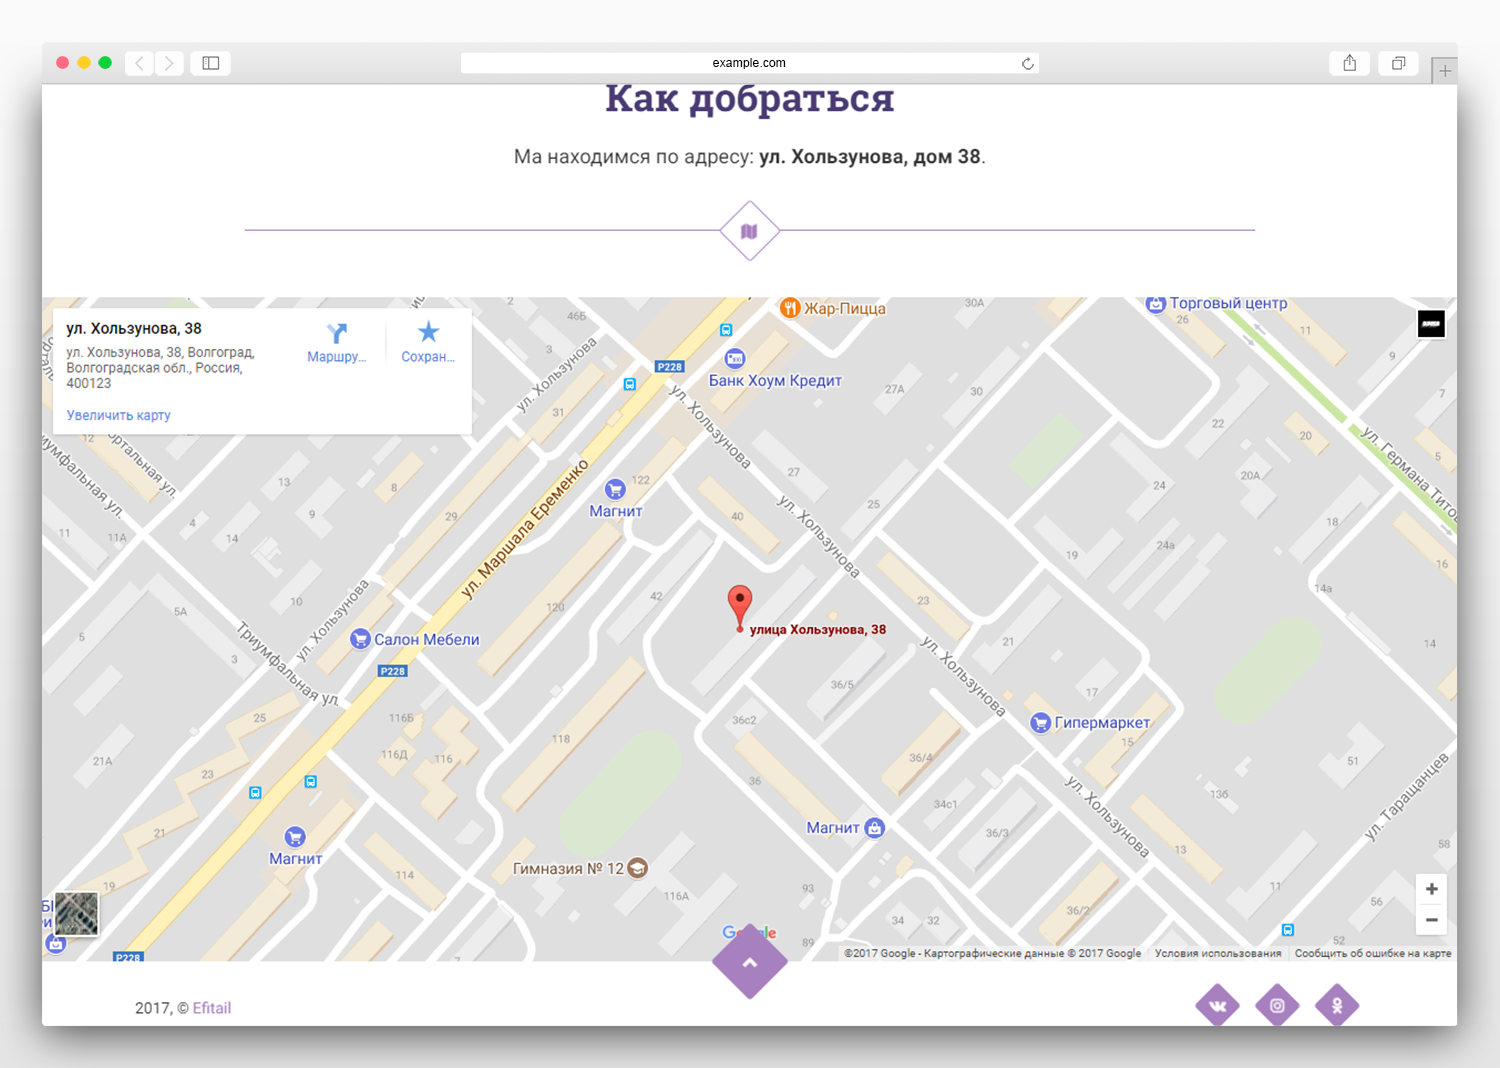 example.com
Как добраться
Ма находимся по адресу: ул. Хользунова, дом 38.
ул. Хользунова, 38
ул. Хользунова, 38, Волгоград,
Волгоградская обл., Россия,
400123
Увеличить карту
Маршру...
Сохран...
46Б
2
3
Жар-Пицца
30А
Торговый центр
26
11
9
P228
Банк Хоум Кредит
27А
30
22
20
5
ул. Хользунова
31
ул. Хользунова
ул. Германа Тито
12
ортальная ул.
умфальная ул.
13
8
122
27
24
20А
Магнит
29
ул. Маршала Еременко
40
ул. Хользунова
25
18
9
14
11
11А
19
24а
16
14а
10
5А
120
42
23
ул. Хользунова
улица Хользунова, 38
5
3
Триумфальная ул.
Салон Мебели
P228
21
14
36/5
ул. Хользунова
17
25
116Б
36с2
Гипермаркет
15
118
116Д
116
36/4
21А
23
36
51
13б
34с1
ул. Хользунова
ул. Таращанцев
21
Магнит
36/3
13
58
Магнит
Гимназия № 12
114
116А
93
11
56
19
34
32
36/2
52
89
7
P228
©2017 Google - Картографические данные © 2017 Google
Условия использования
Сообщить об ошибке на карте
2017, © Efitail